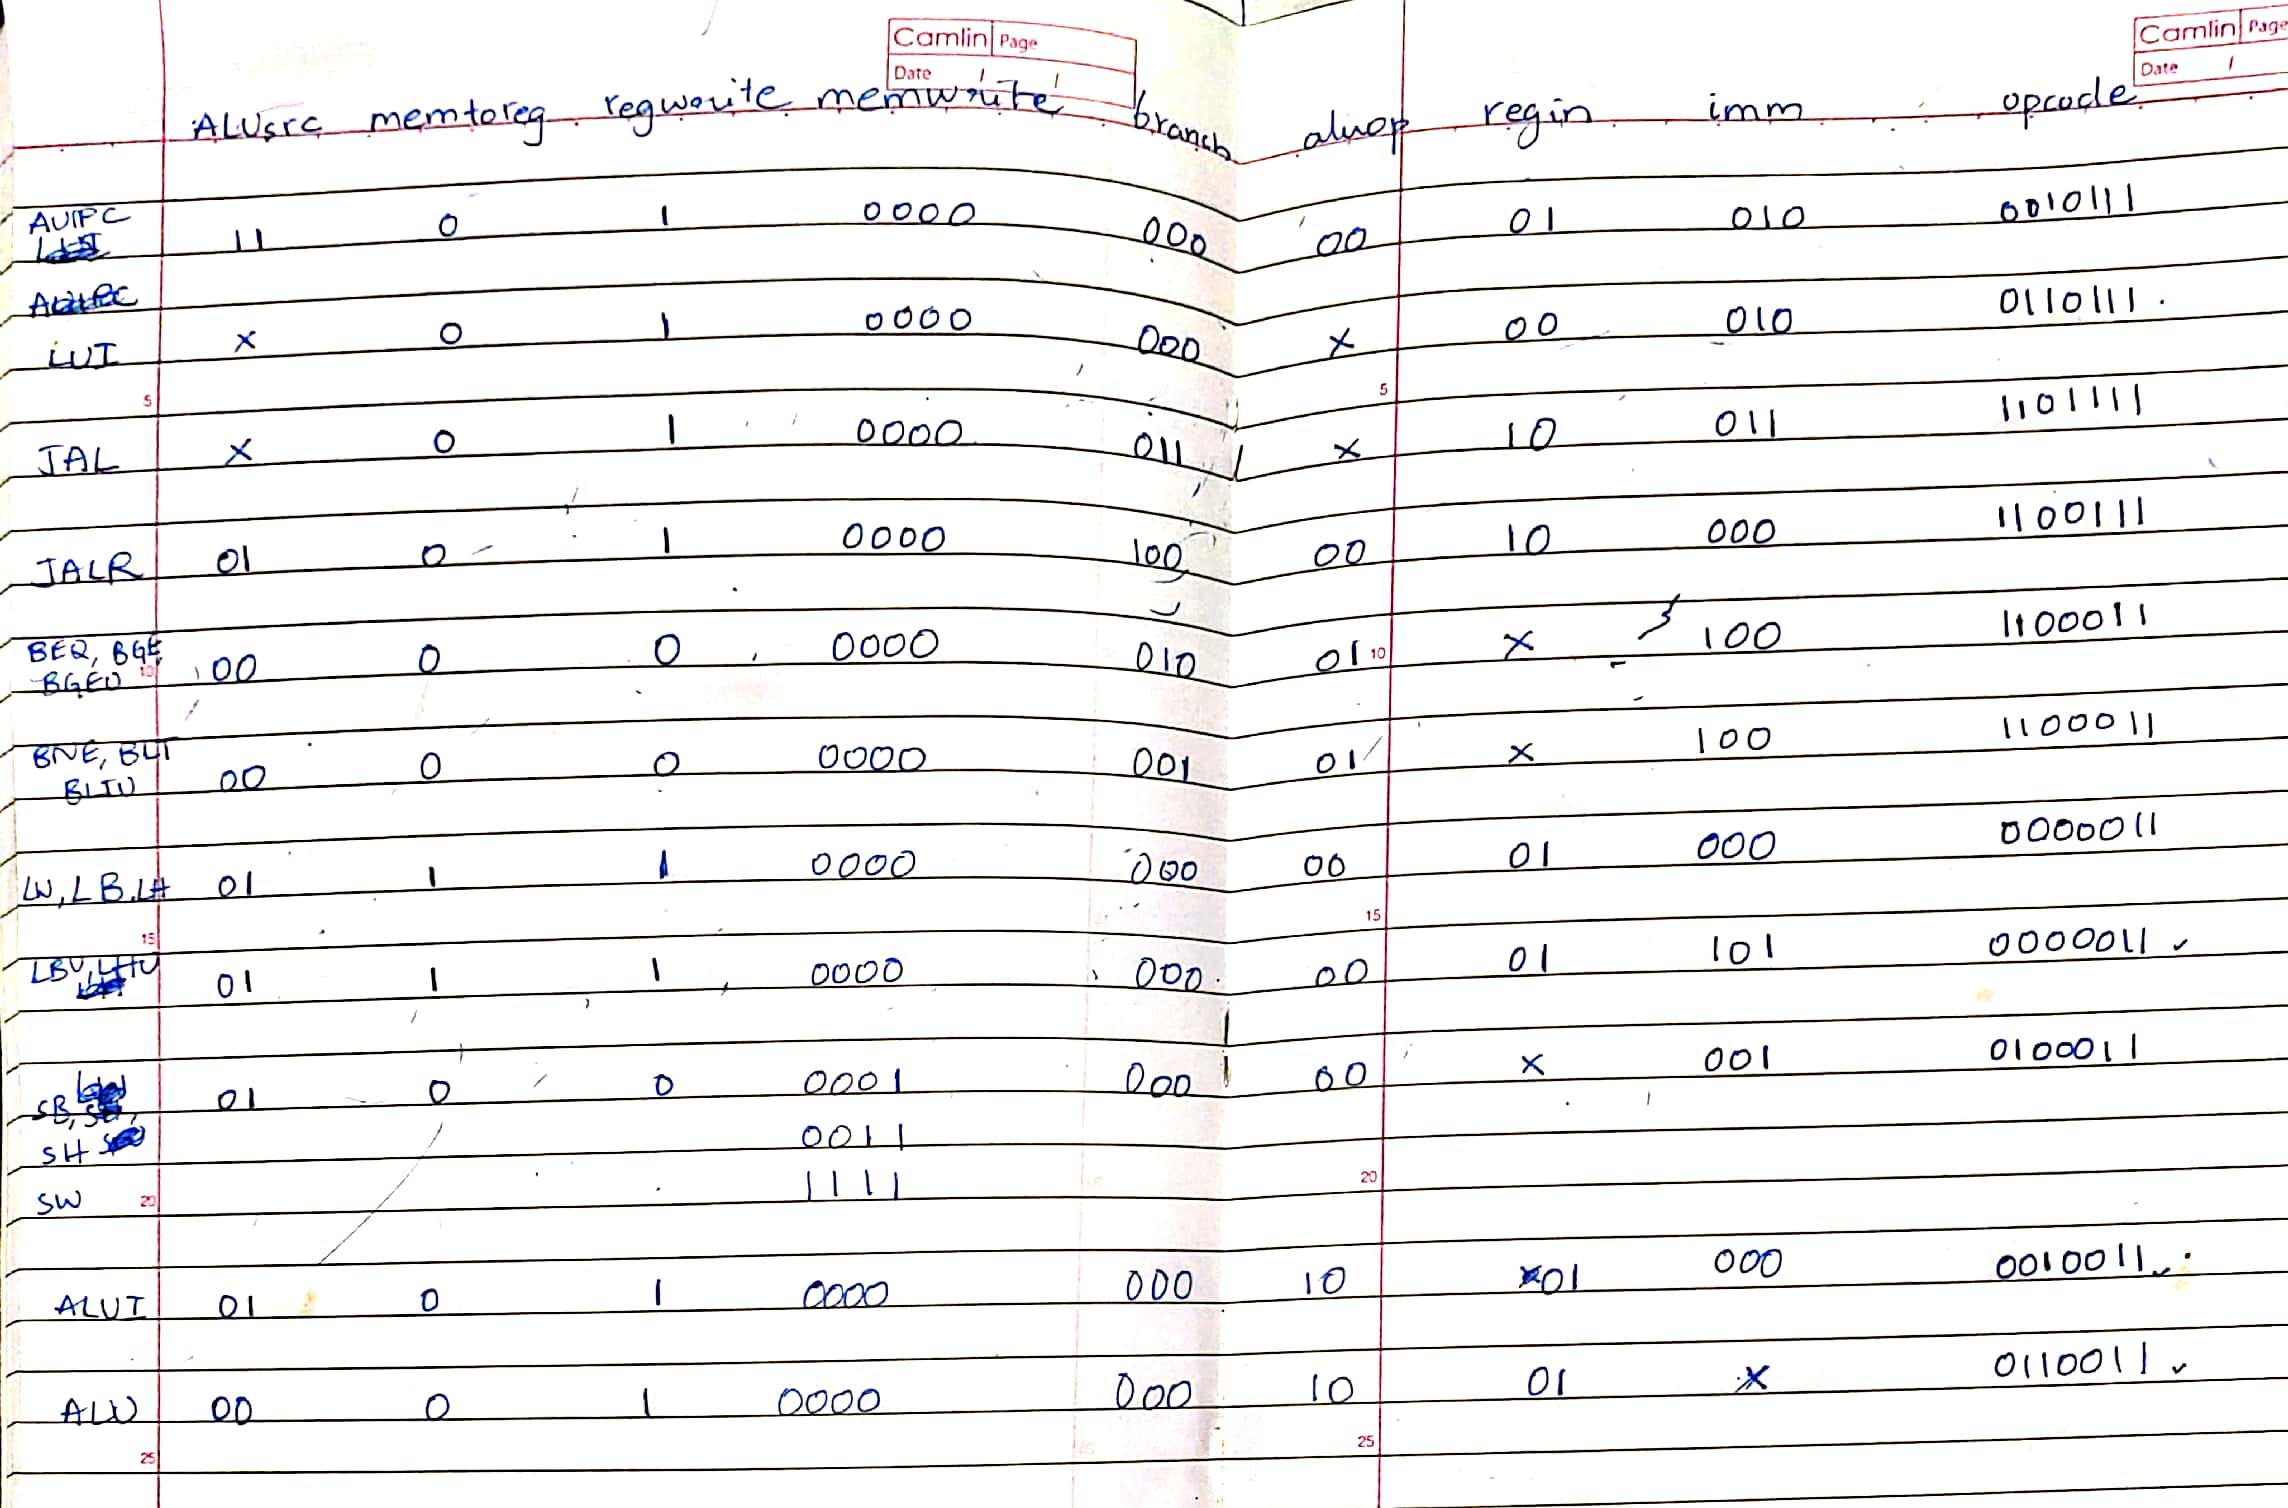 Camlin Page
Date / /
Camlin Page
Date /
ALUsrc memtoreg regwrite memwrite branch aluop regin imm opcode
AUIPC 11 0 1 0000 000 00 01 010 0010111
LUI x 0 1 0000 000 x 00 010 0110111
5 5
JAL x 0 1 0000 011 x 10 011 1101111
JALR 01 0 1 0000 100 00 10 000 1100111
BEQ, BGE, 00 0 0 0000 010 01 10 x 100 1100011
BGEU 10
BNE, BLT 00 0 0 0000 001 01 x 100 1100011
BLTU
LW, LB, LH 01 1 1 0000 000 00 01 000 0000011
15 15
LBU, LHU 01 1 1 0000 000 00 01 101 0000011 ✓
SB, 01 0 0 0001 000 00 x 001 0100011
SH 0011
SW 20 1111 20
ALUI 01 0 1 0000 000 10 01 000 0010011 ✓
ALU 00 0 1 0000 000 10 01 x 0110011 ✓
25 25